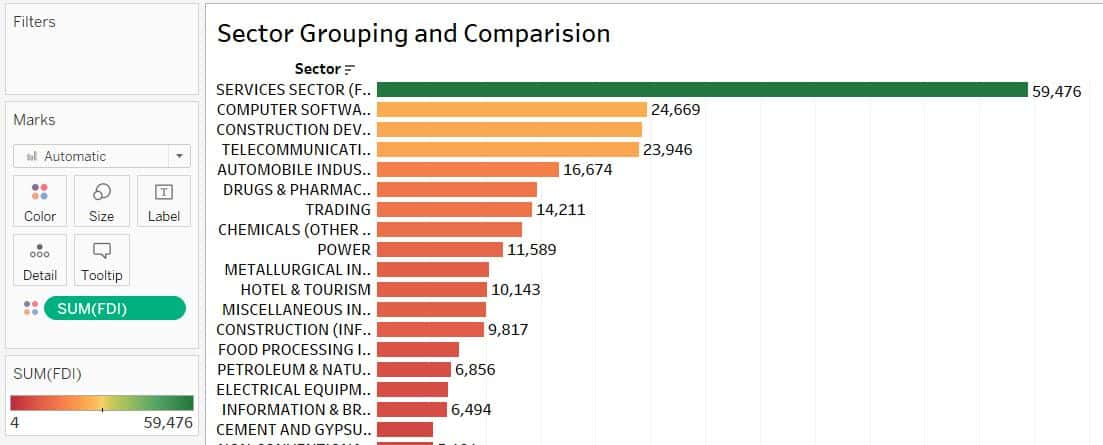 Filters
Marks
Automatic
Color Size Label
Detail Tooltip
SUM(FDI)
SUM(FDI)
4 59,476
Sector Grouping and Comparision
Sector
SERVICES SECTOR (F.. 59,476
COMPUTER SOFTWA.. 24,669
CONSTRUCTION DEV..
TELECOMMUNICATI.. 23,946
AUTOMOBILE INDUS.. 16,674
DRUGS & PHARMAC..
TRADING 14,211
CHEMICALS (OTHER ..
POWER 11,589
METALLURGICAL IN..
HOTEL & TOURISM 10,143
MISCELLANEOUS IN..
CONSTRUCTION (INF.. 9,817
FOOD PROCESSING I..
PETROLEUM & NATU.. 6,856
ELECTRICAL EQUIPM..
INFORMATION & BR.. 6,494
CEMENT AND GYPSU..